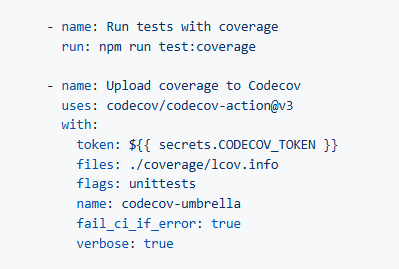 - name: Run tests with coverage
  run: npm run test:coverage

- name: Upload coverage to Codecov
  uses: codecov/codecov-action@v3
  with:
    token: ${{ secrets.CODECOV_TOKEN }}
    files: ./coverage/lcov.info
    flags: unittests
    name: codecov-umbrella
    fail_ci_if_error: true
    verbose: true